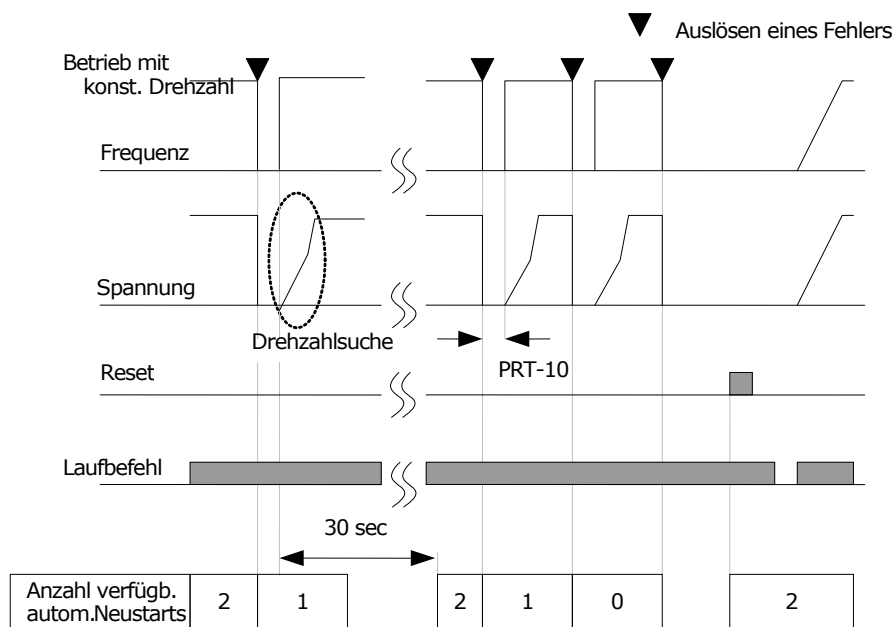 Auslösen eines Fehlers
Betrieb mit
konst. Drehzahl
Frequenz
Spannung
Drehzahlsuche
PRT-10
Reset
Laufbefehl
30 sec
Anzahl verfügb.
autom.Neustarts
2 1 2 1 0 2